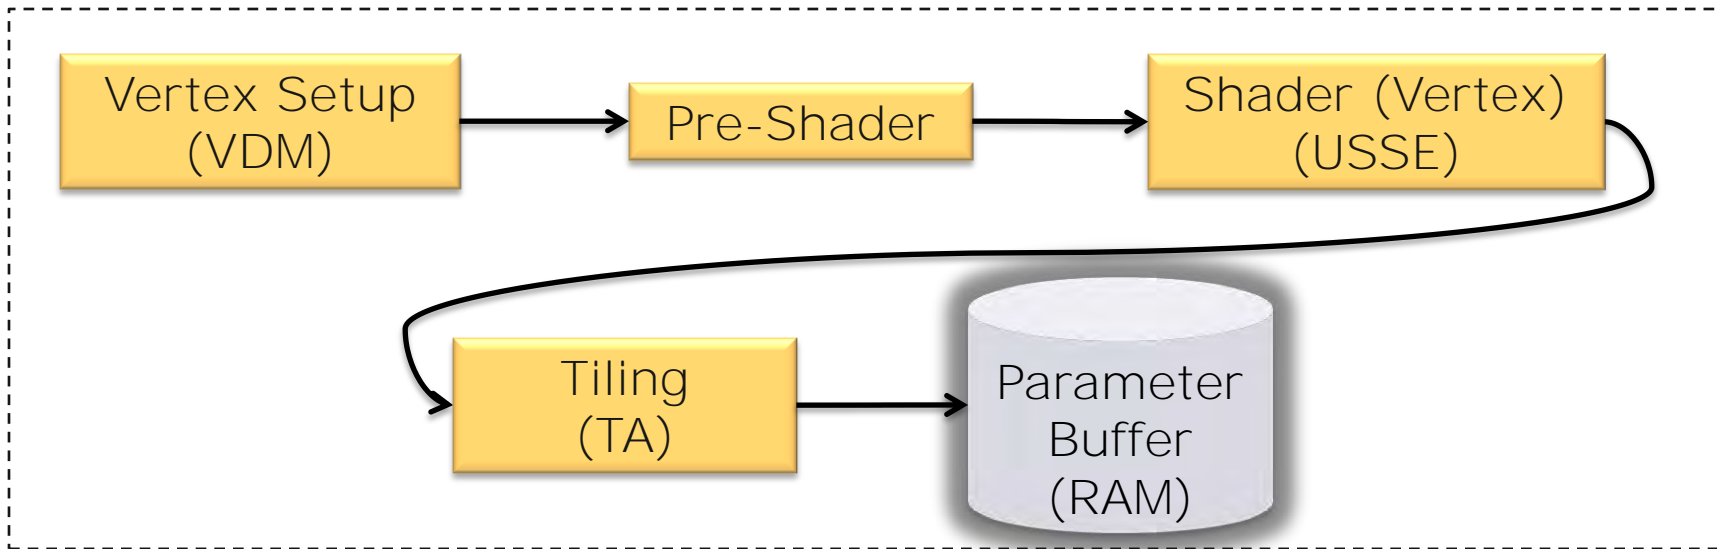 Vertex Setup
(VDM)
Pre-Shader
Shader (Vertex)
(USSE)
Tiling
(TA)
Parameter
Buffer
(RAM)